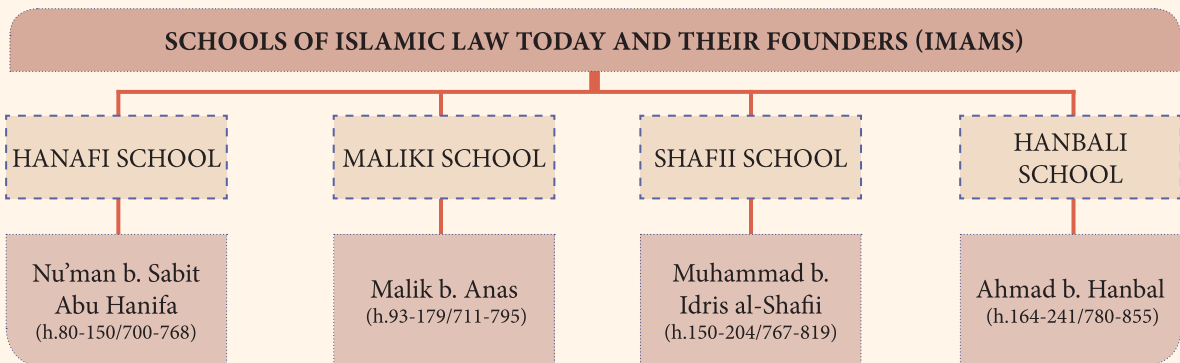 SCHOOLS OF ISLAMIC LAW TODAY AND THEIR FOUNDERS (IMAMS)
HANAFI SCHOOL
MALIKI SCHOOL
SHAFII SCHOOL
HANBALI
SCHOOL
Nu’man b. Sabit
Abu Hanifa
(h.80-150/700-768)
Malik b. Anas
(h.93-179/711-795)
Muhammad b.
Idris al-Shafii
(h.150-204/767-819)
Ahmad b. Hanbal
(h.164-241/780-855)